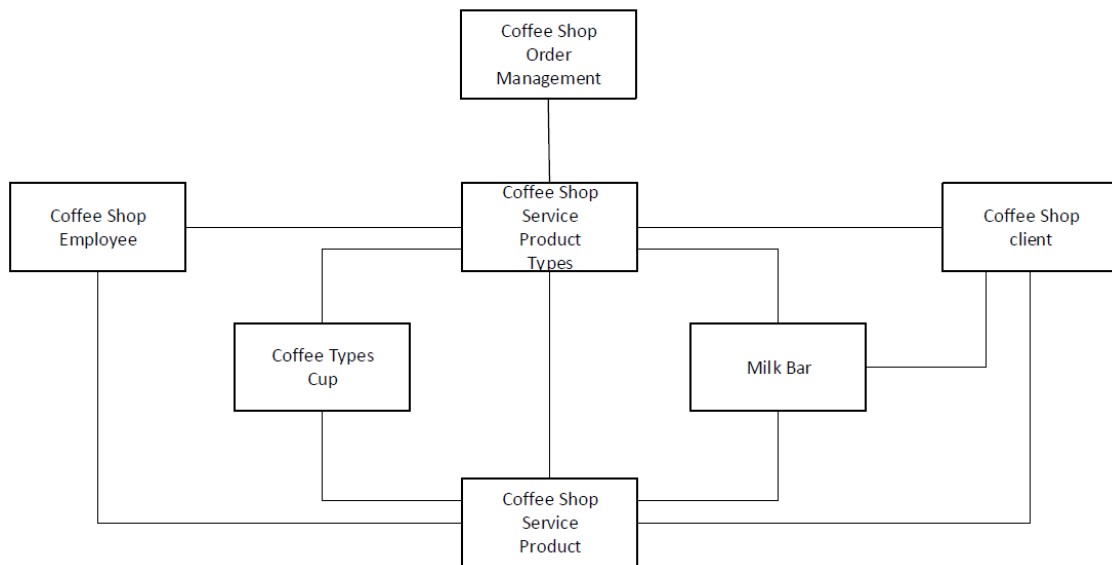 Coffee Shop
Order
Management
Coffee Shop
Employee
Coffee Shop
Service
Product
Types
Coffee Shop
client
Coffee Types
Cup
Milk Bar
Coffee Shop
Service
Product